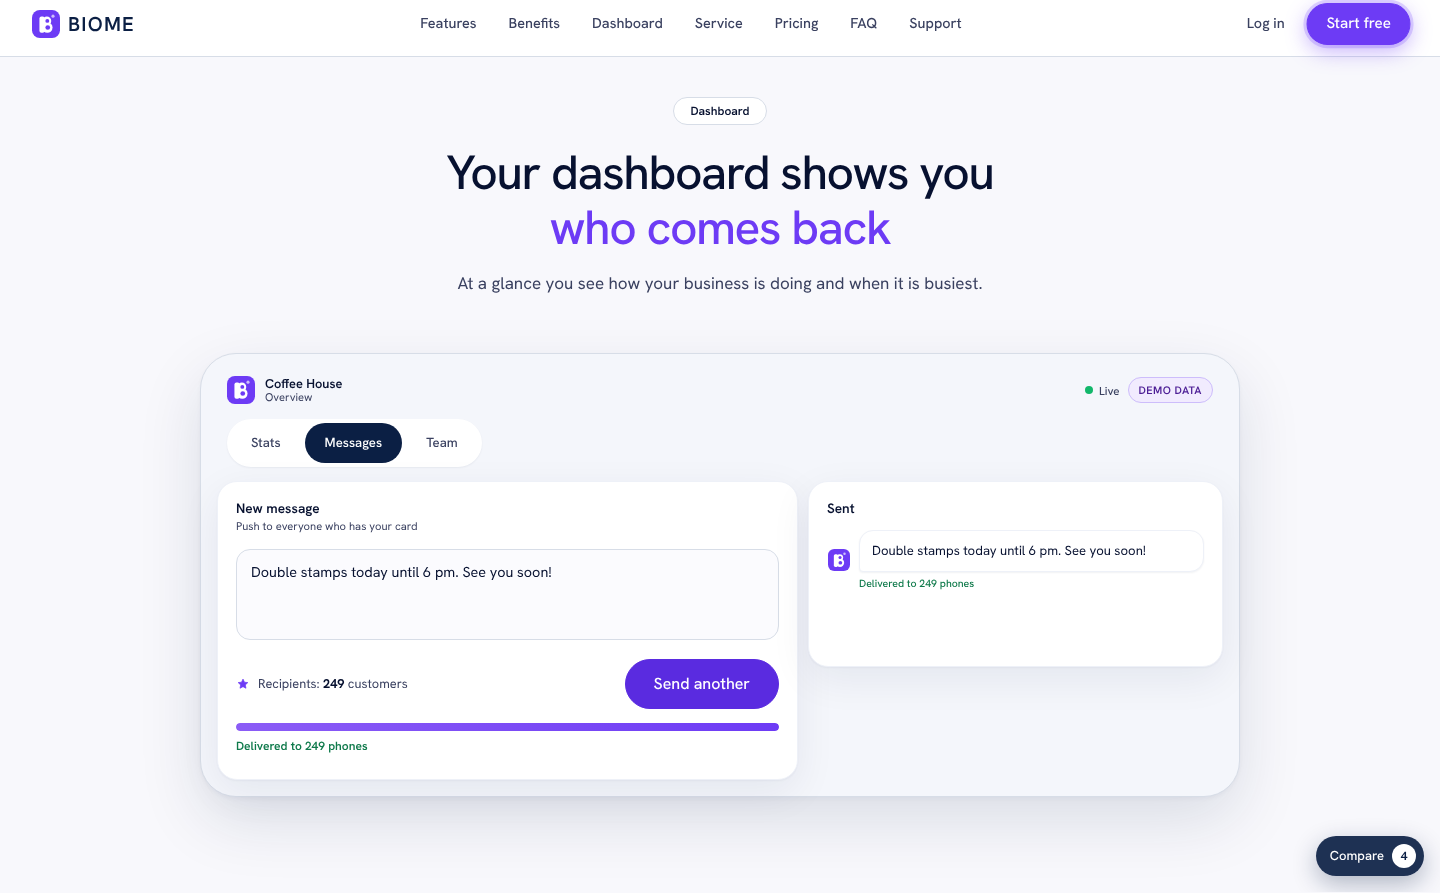 BIOME
Features
Benefits
Dashboard
Service
Pricing
FAQ
Support
Log in
Start free
Dashboard
Your dashboard shows you
who comes back
At a glance you see how your business is doing and when it is busiest.
Coffee House
Overview
Live
DEMO DATA
Stats
Messages
Team
New message
Push to everyone who has your card
Double stamps today until 6 pm. See you soon!
Recipients: 249 customers
Send another
Delivered to 249 phones
Sent
Double stamps today until 6 pm. See you soon!
Delivered to 249 phones
Compare 4